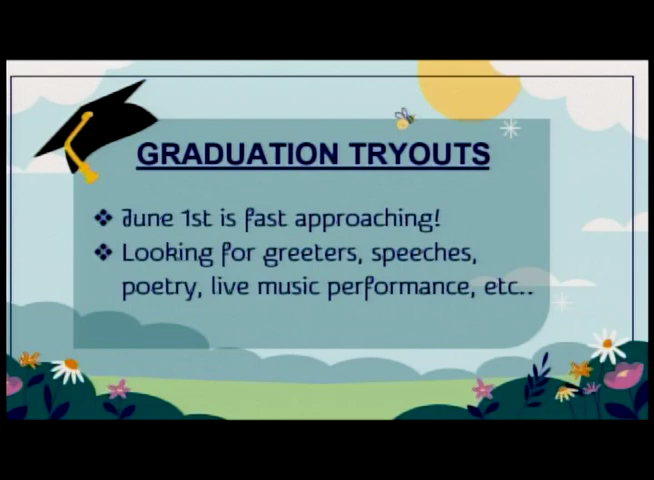 GRADUATION TRYOUTS
❖ June 1st is fast approaching!
❖ Looking for greeters, speeches,
poetry, live music performance, etc..